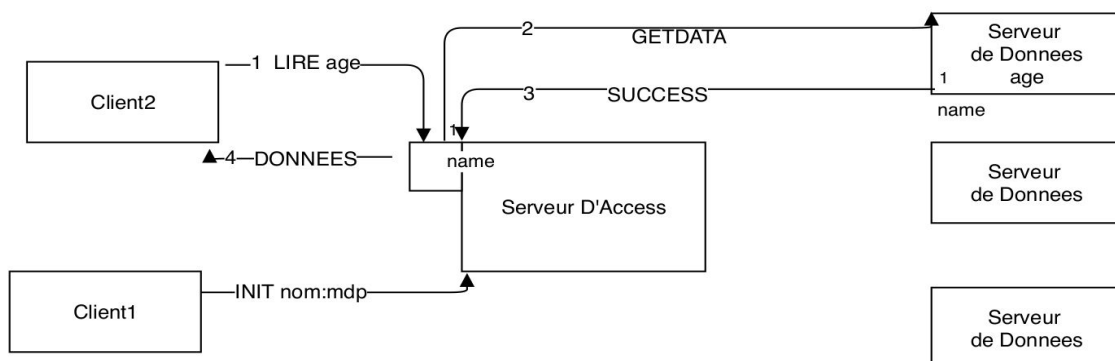 2
GETDATA
Serveur
de Donnees
age
1
name
1 LIRE age
3
SUCCESS
Client2
1
name
4 DONNEES
Serveur D'Access
Serveur
de Donnees
INIT nom:mdp
Client1
Serveur
de Donnees